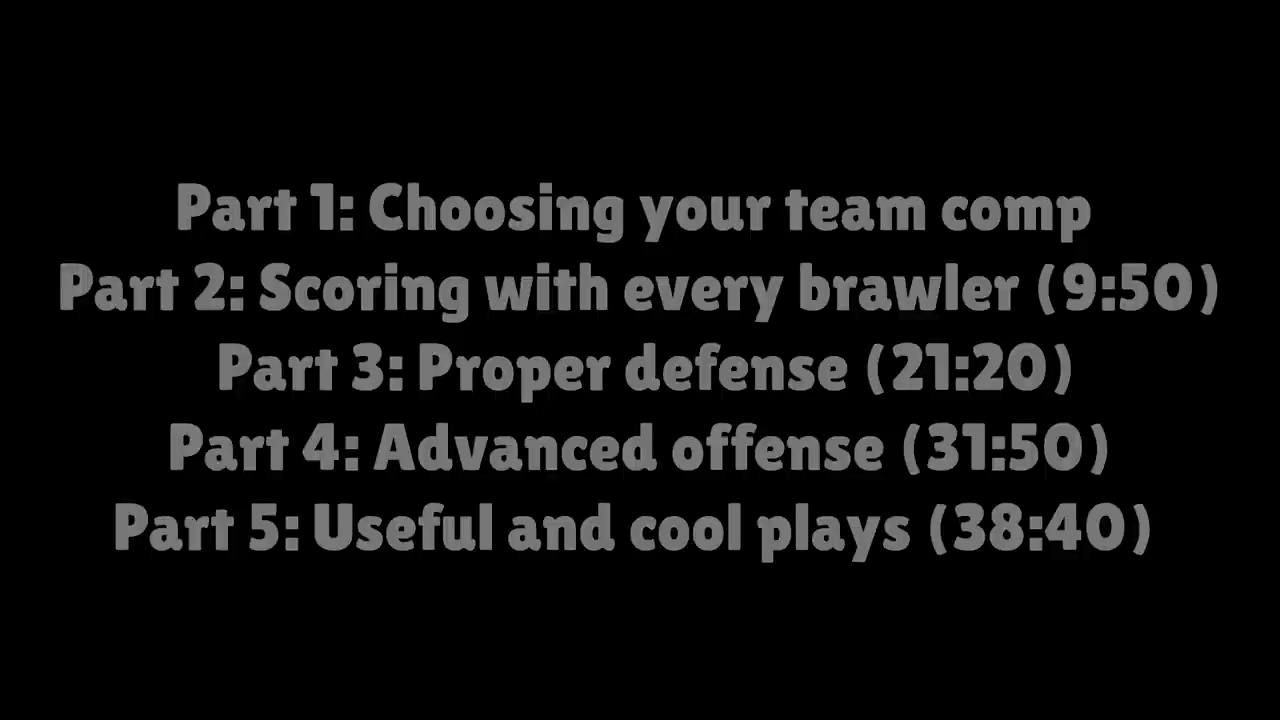 Part 1: Choosing your team comp
Part 2: Scoring with every brawler (9:50)
Part 3: Proper defense (21:20)
Part 4: Advanced offense (31:50)
Part 5: Useful and cool plays (38:40)